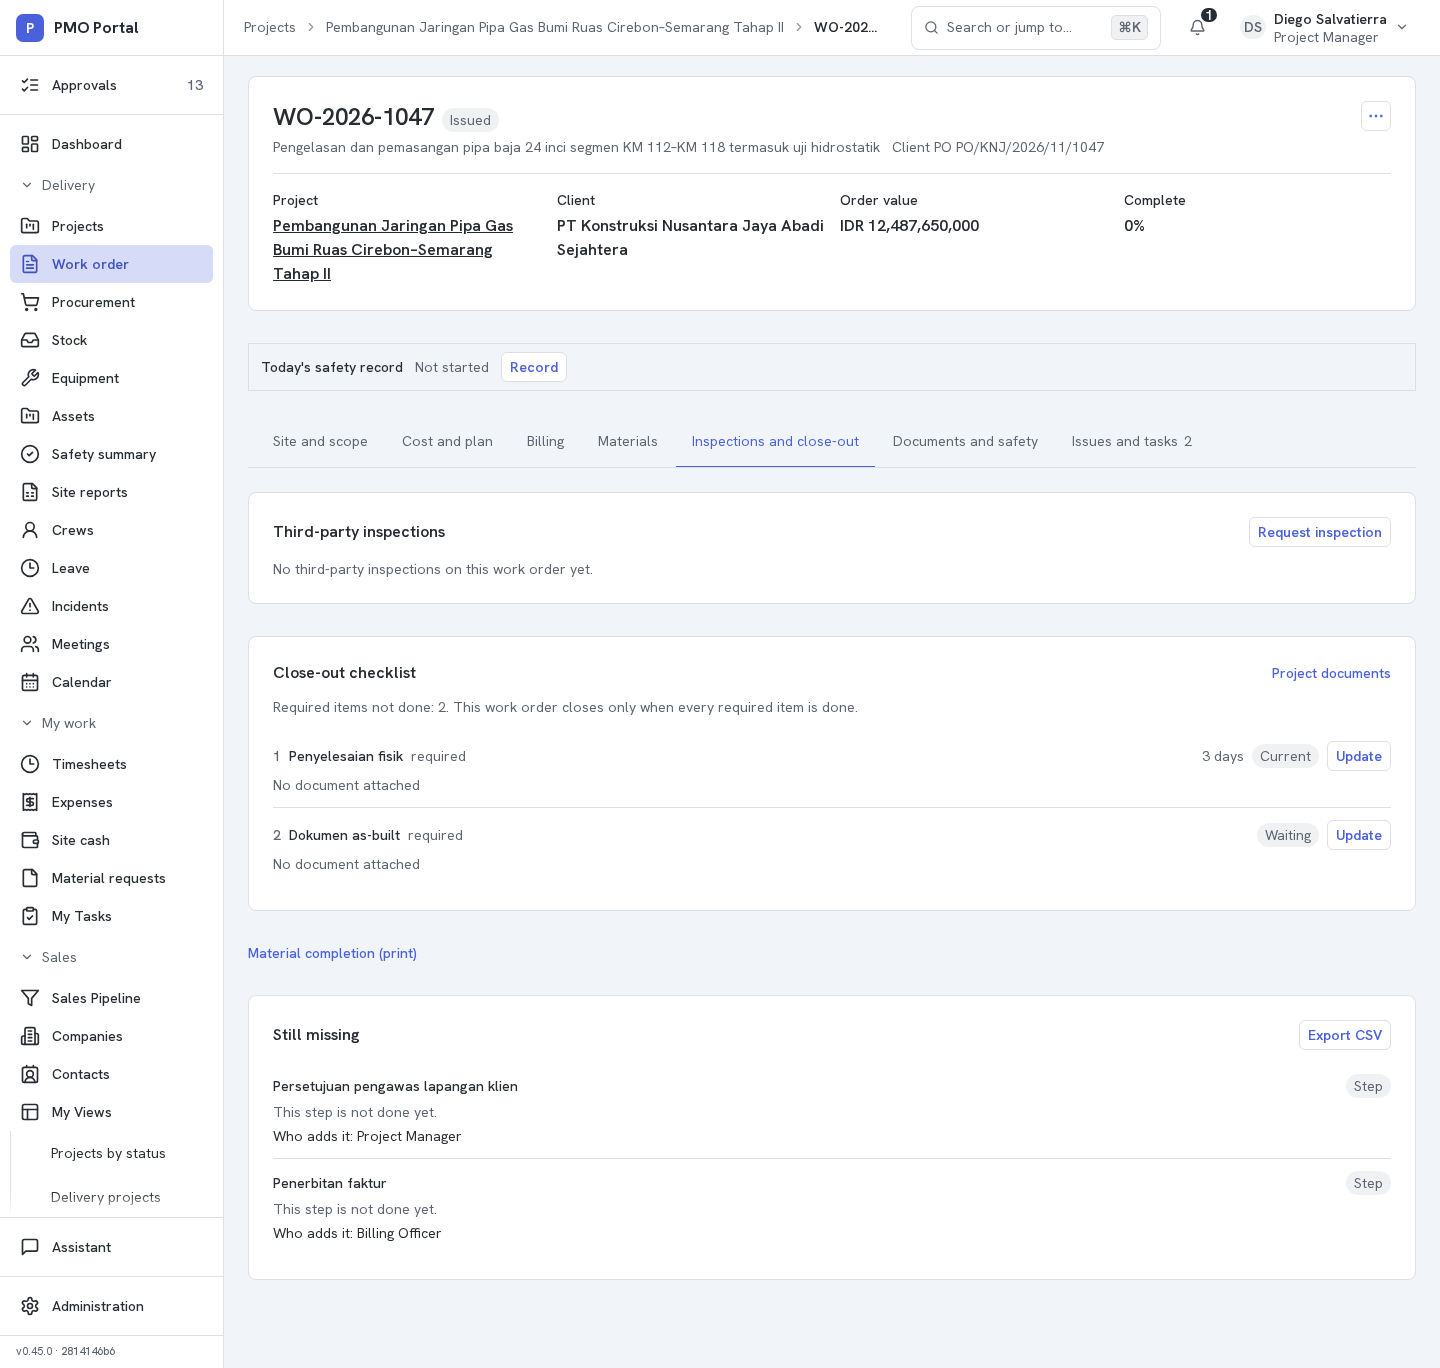 P PMO Portal
Projects > Pembangunan Jaringan Pipa Gas Bumi Ruas Cirebon–Semarang Tahap II > WO-202...
Search or jump to... ⌘K
1
DS Diego Salvatierra
Project Manager
Approvals 13
Dashboard
Delivery
Projects
Work order
Procurement
Stock
Equipment
Assets
Safety summary
Site reports
Crews
Leave
Incidents
Meetings
Calendar
My work
Timesheets
Expenses
Site cash
Material requests
My Tasks
Sales
Sales Pipeline
Companies
Contacts
My Views
Projects by status
Delivery projects
Assistant
Administration
v0.45.0 · 2814146b6
WO-2026-1047 Issued
Pengelasan dan pemasangan pipa baja 24 inci segmen KM 112–KM 118 termasuk uji hidrostatik Client PO PO/KNJ/2026/11/1047
Project
Pembangunan Jaringan Pipa Gas
Bumi Ruas Cirebon–Semarang
Tahap II
Client
PT Konstruksi Nusantara Jaya Abadi
Sejahtera
Order value
IDR 12,487,650,000
Complete
0%
Today's safety record Not started Record
Site and scope Cost and plan Billing Materials Inspections and close-out Documents and safety Issues and tasks 2
Third-party inspections Request inspection
No third-party inspections on this work order yet.
Close-out checklist Project documents
Required items not done: 2. This work order closes only when every required item is done.
1 Penyelesaian fisik required 3 days Current Update
No document attached
2 Dokumen as-built required Waiting Update
No document attached
Material completion (print)
Still missing Export CSV
Persetujuan pengawas lapangan klien Step
This step is not done yet.
Who adds it: Project Manager
Penerbitan faktur Step
This step is not done yet.
Who adds it: Billing Officer